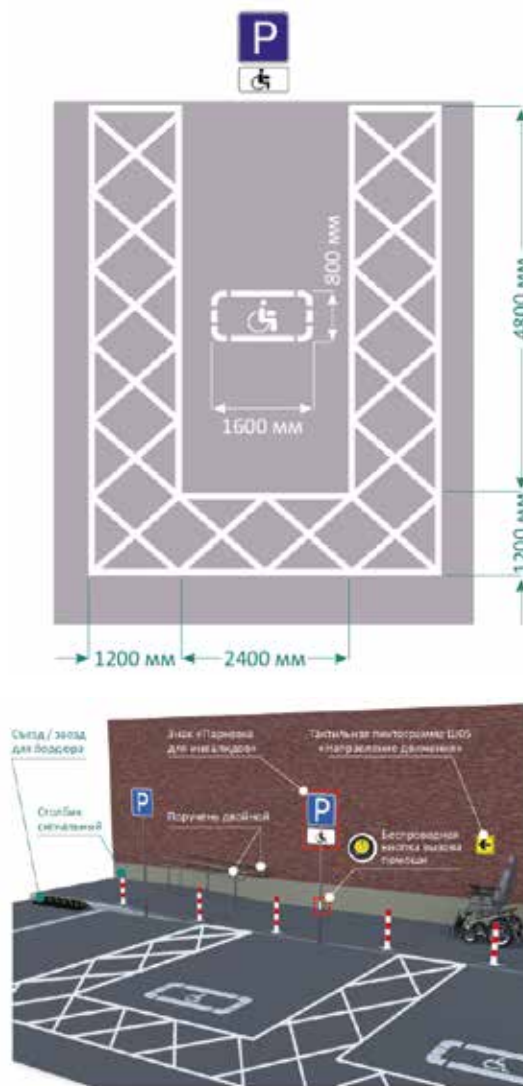 P
800 мм
1600 мм
4800 мм
1200 мм
1200 мм
2400 мм
Съезд / заезд
для бордюра
Знак «Парковка
для инвалидов»
Тактильная пиктограмма
«Направление движения»
Столбик
сигнальный
P
Поручень двойной
P
Беспроводная
кнопка вызова
помощи